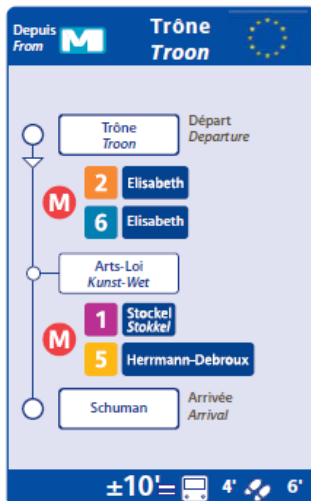 Depuis
From
M
Trône
Troon
Trône
Troon
Départ
Departure
M
2 Elisabeth
6 Elisabeth
Arts-Loi
Kunst-Wet
M
1 Stockel
Stokkel
5 Herrmann-Debroux
Schuman
Arrivée
Arrival
±10'= 4' 6'